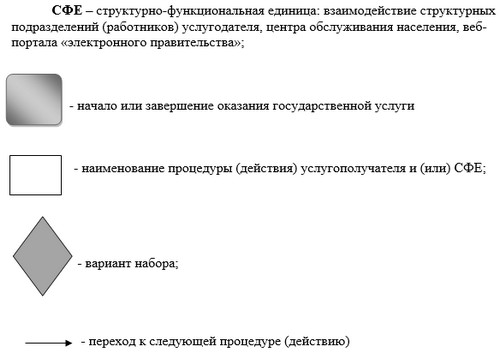 СФЕ – структурно-функциональная единица: взаимодействие структурных
подразделений (работников) услугодателя, центра обслуживания населения, веб-
портала «электронного правительства»;
- начало или завершение оказания государственной услуги
- наименование процедуры (действия) услугополучателя и (или) СФЕ;
- вариант набора;
- переход к следующей процедуре (действию)